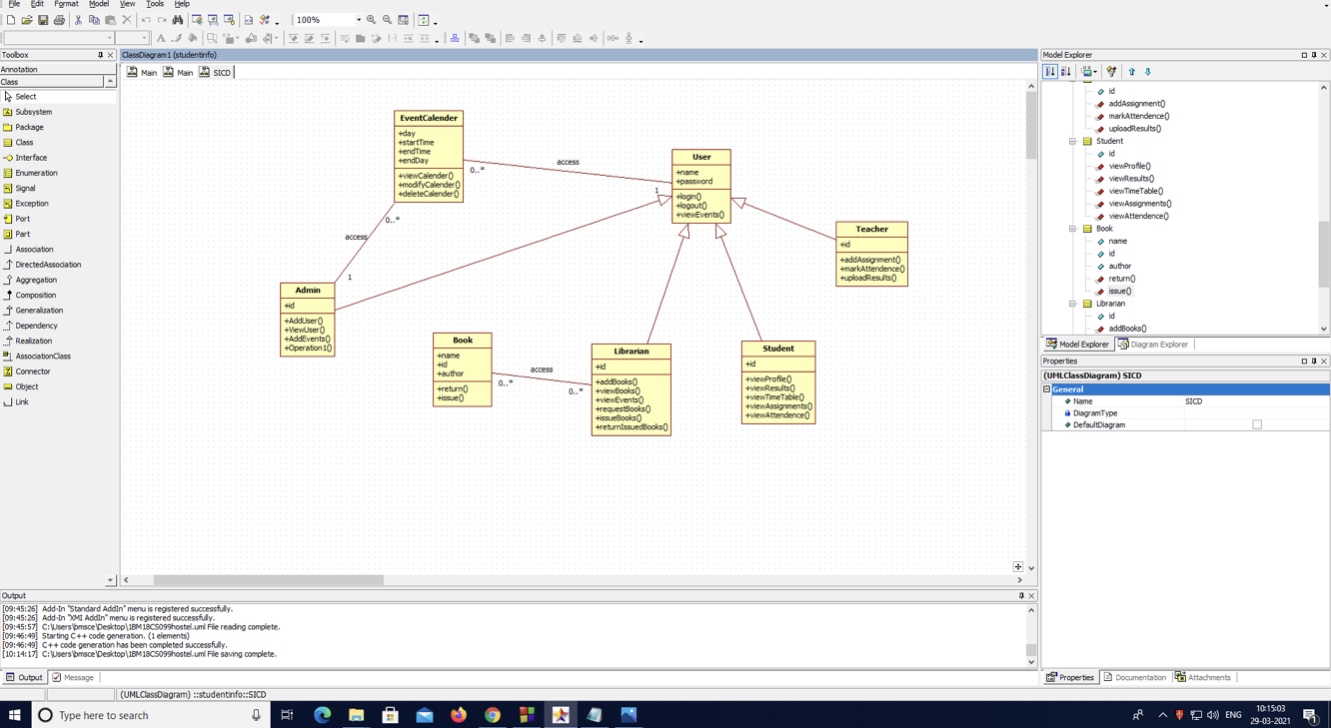 File Edit Format Model View Tools Help
100%
Toolbox
ClassDiagram1 (studentinfo)
Model Explorer
Annotation
Class
Main Main SICD
Select
Subsystem
Package
Class
Interface
Enumeration
Signal
Exception
Port
Part
Association
DirectedAssociation
Aggregation
Composition
Generalization
Dependency
Realization
AssociationClass
Connector
Object
Link
EventCalender
+day
+startTime
+endTime
+endDay
+viewCalender()
+modifyCalender()
+deleteCalender()
access
0..*
1
User
+name
+password
+login()
+logout()
+viewEvents()
Teacher
+id
+addAssignment()
+markAttendence()
+uploadResults()
0..*
access
1
Admin
+id
+AddUser()
+ViewUser()
+AddEvents()
+Operation1()
Book
+name
+id
+author
+return()
+issue()
access
0..*
0..*
Librarian
+id
+addBooks()
+viewBooks()
+viewEvents()
+requestBooks()
+issueBooks()
+returnIssuedBooks()
Student
+id
+viewProfile()
+viewResults()
+viewTimeTable()
+viewAssignments()
+viewAttendence()
id
addAssignment()
markAttendence()
uploadResults()
Student
id
viewProfile()
viewResults()
viewTimeTable()
viewAssignments()
viewAttendence()
Book
name
id
author
return()
issue()
Librarian
id
addBooks()
Model Explorer Diagram Explorer
Properties
(UMLClassDiagram) SICD
General
Name SICD
DiagramType
DefaultDiagram
Output
[09:45:26] Add-In "Standard AddIn" menu is registered successfully.
[09:45:26] Add-In "XMI AddIn" menu is registered successfully.
[09:45:57] C:\Users\bmsce\Desktop\1BM18CS099hostel.uml File reading complete.
[09:46:49] Starting C++ code generation. (1 elements)
[09:46:49] C++ code generation has been completed successfully.
[10:14:17] C:\Users\bmsce\Desktop\1BM18CS099hostel.uml File saving complete.
Output Message
Properties Documentation Attachments
(UMLClassDiagram) ::studentinfo::SICD
Type here to search
ENG
10:15:03
29-03-2021
1